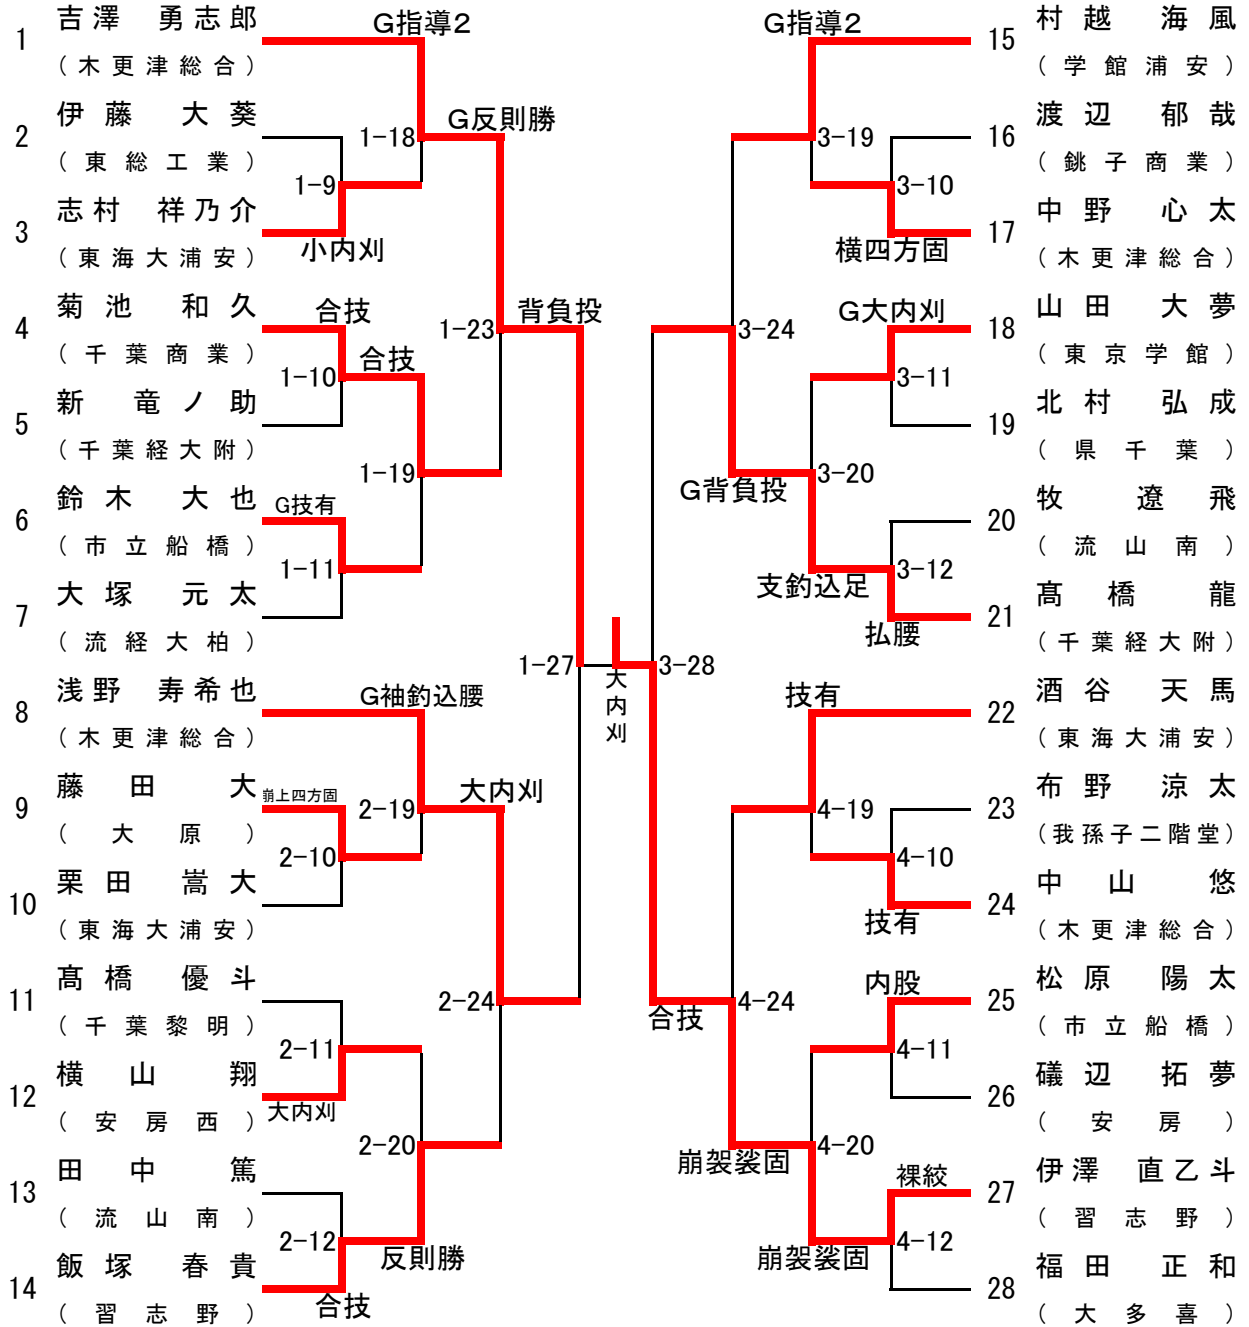 1 吉澤 勇志郎
(木更津総合)
2 伊藤 大葵
(東総工業)
3 志村 祥乃介
(東海大浦安)
4 菊池 和久
(千葉商業)
5 新 竜ノ助
(千葉経大附)
6 鈴木 大也
(市立船橋)
7 大塚 元太
(流経大柏)
8 浅野 寿希也
(木更津総合)
9 藤田 大
(大原)
10 栗田 嵩大
(東海大浦安)
11 髙橋 優斗
(千葉黎明)
12 横山 翔
(安房西)
13 田中 篤
(流山南)
14 飯塚 春貴
(習志野)
G指導2
1-18
G反則勝
1-9
小内刈
合技
1-23
背負投
1-10
合技
1-19
G技有
1-11
1-27
G袖釣込腰
崩上四方固
2-19
大内刈
2-10
2-24
2-11
大内刈
2-20
2-12
反則勝
合技
大内刈
G指導2
3-19
3-10
横四方固
G大内刈
3-24
3-11
G背負投
3-20
支釣込足
3-12
払腰
3-28
技有
4-19
4-10
技有
内股
合技
4-24
4-11
崩袈裟固
4-20
裸絞
崩袈裟固
4-12
15 村越 海風
(学館浦安)
16 渡辺 郁哉
(銚子商業)
17 中野 心太
(木更津総合)
18 山田 大夢
(東京学館)
19 北村 弘成
(県千葉)
20 牧 遼飛
(流山南)
21 髙橋 龍
(千葉経大附)
22 酒谷 天馬
(東海大浦安)
23 布野 涼太
(我孫子二階堂)
24 中山 悠
(木更津総合)
25 松原 陽太
(市立船橋)
26 礒辺 拓夢
(安房)
27 伊澤 直乙斗
(習志野)
28 福田 正和
(大多喜)